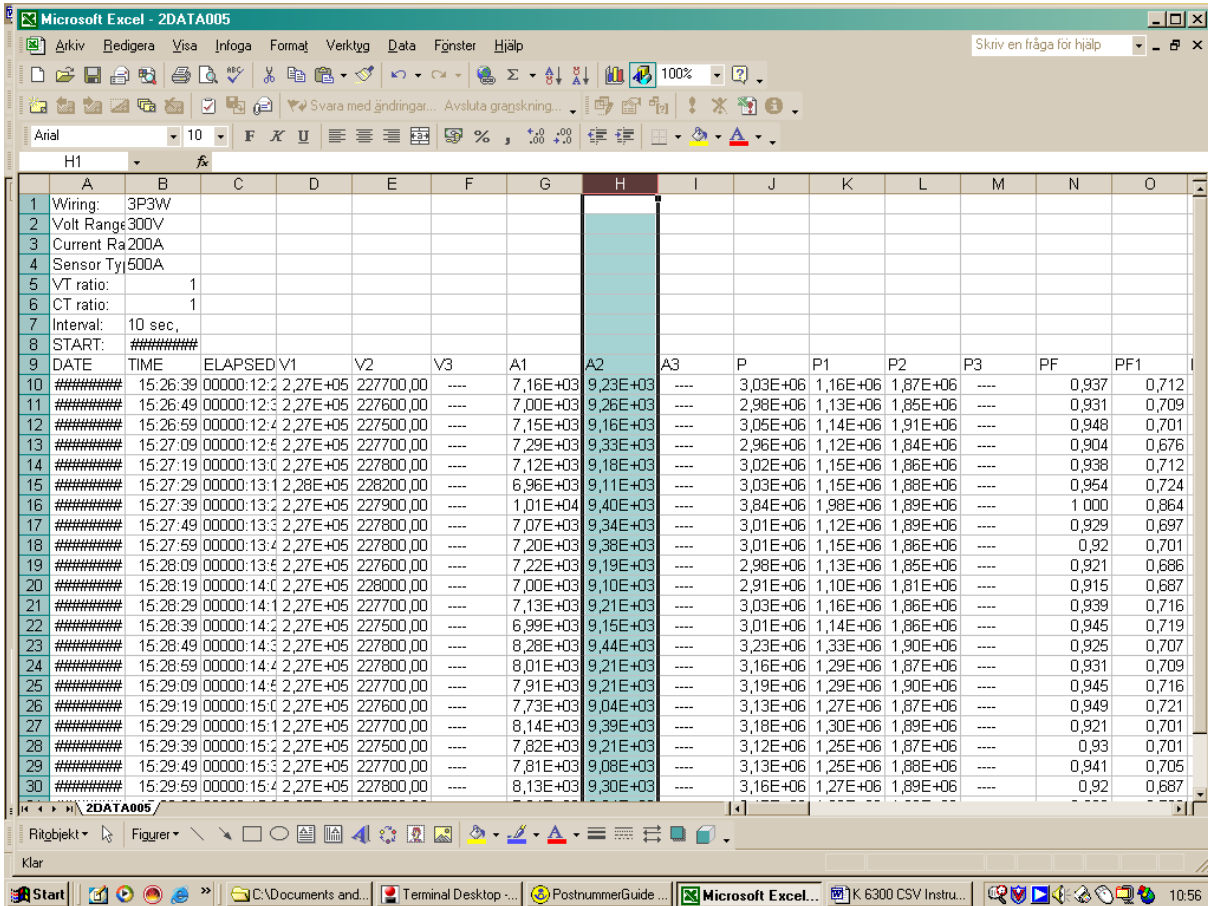 Microsoft Excel - 2DATA005
Arkiv Redigera Visa Infoga Format Verktyg Data Fönster Hjälp Skriv en fråga för hjälp
100%
Svara med ändringar... Avsluta granskning...
Arial 10 F K U % ,
H1 fx
A B C D E F G H I J K L M N O
1 Wiring: 3P3W
2 Volt Range 300V
3 Current Ra 200A
4 Sensor Ty 500A
5 VT ratio: 1
6 CT ratio: 1
7 Interval: 10 sec,
8 START: ########
9 DATE TIME ELAPSED V1 V2 V3 A1 A2 A3 P P1 P2 P3 PF PF1
10 ######## 15:26:39 00000:12:2 2,27E+05 227700,00 ---- 7,16E+03 9,23E+03 ---- 3,03E+06 1,16E+06 1,87E+06 ---- 0,937 0,712
11 ######## 15:26:49 00000:12:3 2,27E+05 227600,00 ---- 7,00E+03 9,26E+03 ---- 2,98E+06 1,13E+06 1,85E+06 ---- 0,931 0,709
12 ######## 15:26:59 00000:12:4 2,27E+05 227500,00 ---- 7,15E+03 9,16E+03 ---- 3,05E+06 1,14E+06 1,91E+06 ---- 0,948 0,701
13 ######## 15:27:09 00000:12:5 2,27E+05 227700,00 ---- 7,29E+03 9,33E+03 ---- 2,96E+06 1,12E+06 1,84E+06 ---- 0,904 0,676
14 ######## 15:27:19 00000:13:0 2,27E+05 227800,00 ---- 7,12E+03 9,18E+03 ---- 3,02E+06 1,15E+06 1,86E+06 ---- 0,938 0,712
15 ######## 15:27:29 00000:13:1 2,28E+05 228200,00 ---- 6,96E+03 9,11E+03 ---- 3,03E+06 1,15E+06 1,88E+06 ---- 0,954 0,724
16 ######## 15:27:39 00000:13:2 2,27E+05 227900,00 ---- 1,01E+04 9,40E+03 ---- 3,84E+06 1,98E+06 1,89E+06 ---- 1 000 0,864
17 ######## 15:27:49 00000:13:3 2,27E+05 227800,00 ---- 7,07E+03 9,34E+03 ---- 3,01E+06 1,12E+06 1,89E+06 ---- 0,929 0,697
18 ######## 15:27:59 00000:13:4 2,27E+05 227800,00 ---- 7,20E+03 9,38E+03 ---- 3,01E+06 1,15E+06 1,86E+06 ---- 0,92 0,701
19 ######## 15:28:09 00000:13:5 2,27E+05 227600,00 ---- 7,22E+03 9,19E+03 ---- 2,98E+06 1,13E+06 1,85E+06 ---- 0,921 0,686
20 ######## 15:28:19 00000:14:0 2,27E+05 228000,00 ---- 7,00E+03 9,10E+03 ---- 2,91E+06 1,10E+06 1,81E+06 ---- 0,915 0,687
21 ######## 15:28:29 00000:14:1 2,27E+05 227700,00 ---- 7,13E+03 9,21E+03 ---- 3,03E+06 1,16E+06 1,86E+06 ---- 0,939 0,716
22 ######## 15:28:39 00000:14:2 2,27E+05 227500,00 ---- 6,99E+03 9,15E+03 ---- 3,01E+06 1,14E+06 1,86E+06 ---- 0,945 0,719
23 ######## 15:28:49 00000:14:3 2,27E+05 227800,00 ---- 8,28E+03 9,44E+03 ---- 3,23E+06 1,33E+06 1,90E+06 ---- 0,925 0,707
24 ######## 15:28:59 00000:14:4 2,27E+05 227800,00 ---- 8,01E+03 9,21E+03 ---- 3,16E+06 1,29E+06 1,87E+06 ---- 0,931 0,709
25 ######## 15:29:09 00000:14:5 2,27E+05 227700,00 ---- 7,91E+03 9,21E+03 ---- 3,19E+06 1,29E+06 1,90E+06 ---- 0,945 0,716
26 ######## 15:29:19 00000:15:0 2,27E+05 227600,00 ---- 7,73E+03 9,04E+03 ---- 3,13E+06 1,27E+06 1,87E+06 ---- 0,949 0,721
27 ######## 15:29:29 00000:15:1 2,27E+05 227700,00 ---- 8,14E+03 9,39E+03 ---- 3,18E+06 1,30E+06 1,89E+06 ---- 0,921 0,701
28 ######## 15:29:39 00000:15:2 2,27E+05 227500,00 ---- 7,82E+03 9,21E+03 ---- 3,12E+06 1,25E+06 1,87E+06 ---- 0,93 0,701
29 ######## 15:29:49 00000:15:3 2,27E+05 227700,00 ---- 7,81E+03 9,08E+03 ---- 3,13E+06 1,25E+06 1,88E+06 ---- 0,941 0,705
30 ######## 15:29:59 00000:15:4 2,27E+05 227800,00 ---- 8,13E+03 9,30E+03 ---- 3,16E+06 1,27E+06 1,89E+06 ---- 0,92 0,687
2DATA005
Ritobjekt Figurer
Klar
Start » C:\Documents and... Terminal Desktop -... PostnummerGuide ... Microsoft Excel... K 6300 CSV Instru... 10:56